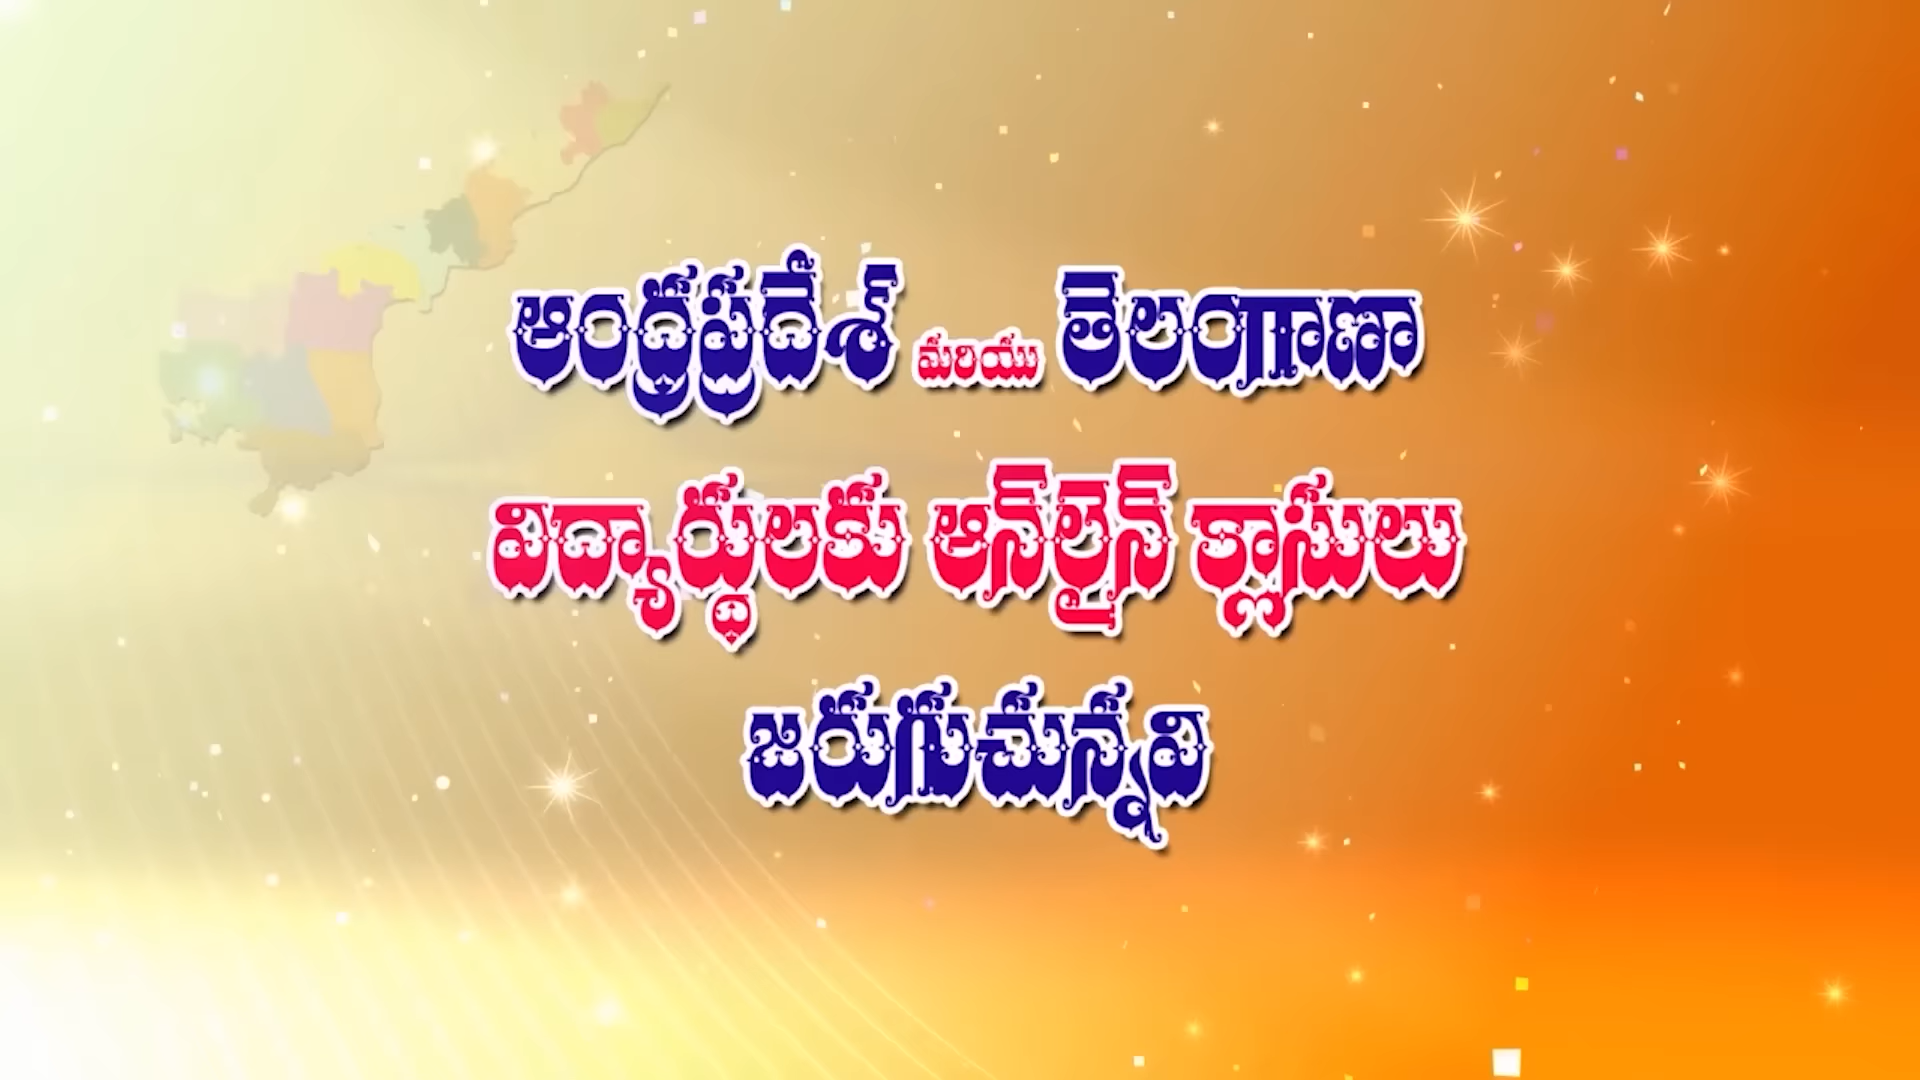 ఆంధ్రప్రదేశ్ మరియు తెలంగాణా
విద్యార్థులకు ఆన్‌లైన్ క్లాసులు
జరుగుచున్నవి